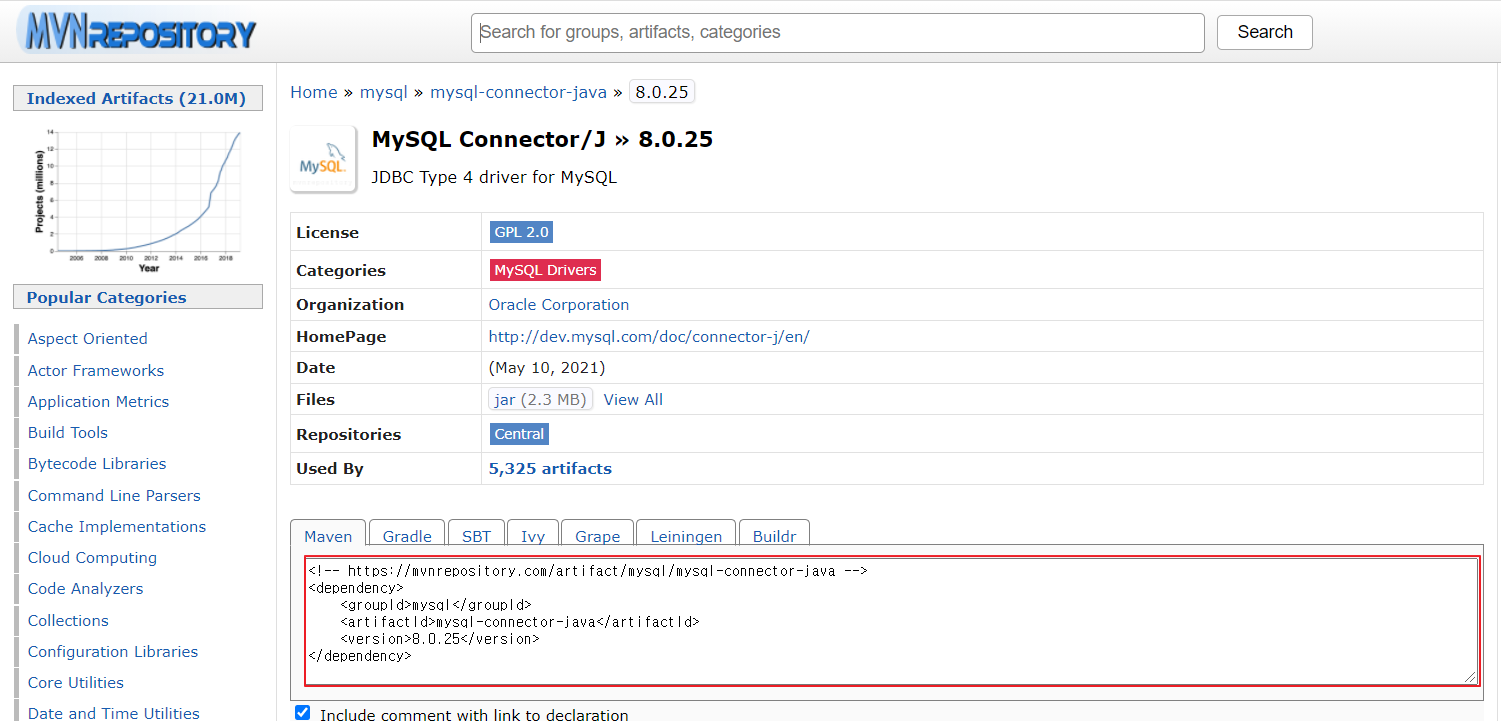 MVNREPOSITORY
Search for groups, artifacts, categories
Search
Indexed Artifacts (21.0M)
Projects (millions)
14
12
10
8
6
4
2
0
2006 2008 2010 2012 2014 2016 2018
Year
Popular Categories
Aspect Oriented
Actor Frameworks
Application Metrics
Build Tools
Bytecode Libraries
Command Line Parsers
Cache Implementations
Cloud Computing
Code Analyzers
Collections
Configuration Libraries
Core Utilities
Date and Time Utilities
Home » mysql » mysql-connector-java » 8.0.25
MySQL
MySQL Connector/J » 8.0.25
JDBC Type 4 driver for MySQL
License GPL 2.0
Categories MySQL Drivers
Organization Oracle Corporation
HomePage http://dev.mysql.com/doc/connector-j/en/
Date (May 10, 2021)
Files jar (2.3 MB) View All
Repositories Central
Used By 5,325 artifacts
Maven Gradle SBT Ivy Grape Leiningen Buildr
<!-- https://mvnrepository.com/artifact/mysql/mysql-connector-java -->
<dependency>
    <groupId>mysql</groupId>
    <artifactId>mysql-connector-java</artifactId>
    <version>8.0.25</version>
</dependency>
Include comment with link to declaration